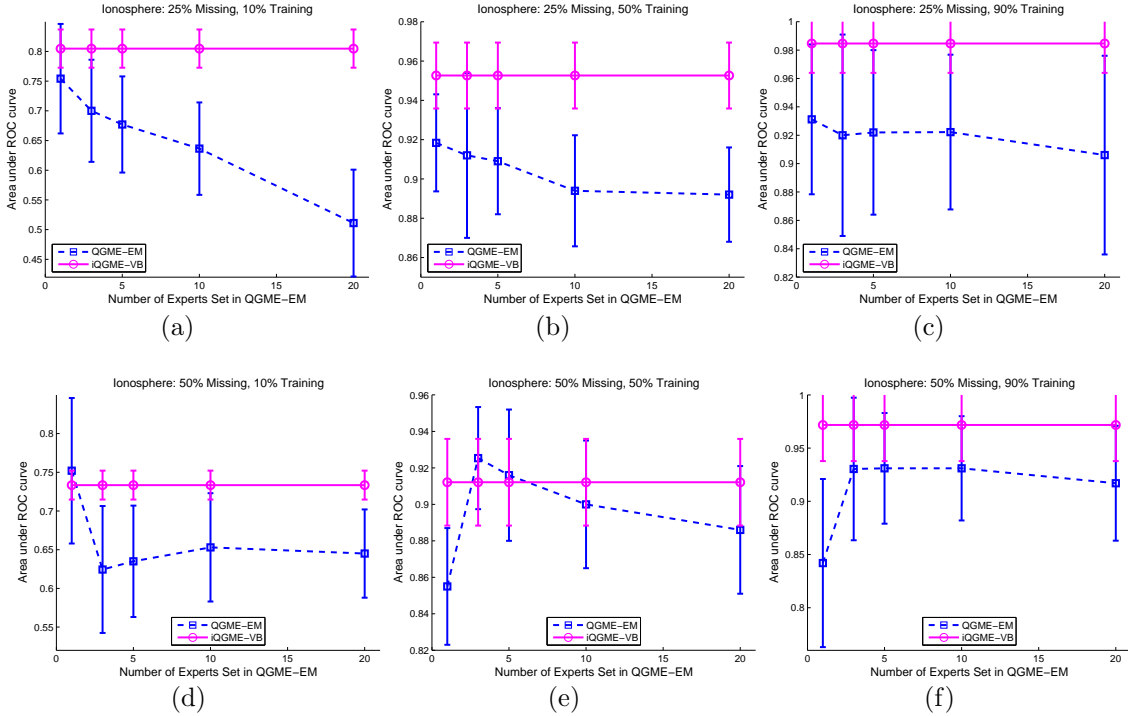 Ionosphere: 25% Missing, 10% Training
Area under ROC curve
0.8
0.75
0.7
0.65
0.6
0.55
0.5
0.45
QGME−EM
iQGME−VB
0 5 10 15 20
Number of Experts Set in QGME−EM
(a)
Ionosphere: 25% Missing, 50% Training
Area under ROC curve
0.98
0.96
0.94
0.92
0.9
0.88
0.86
QGME−EM
iQGME−VB
0 5 10 15 20
Number of Experts Set in QGME−EM
(b)
Ionosphere: 25% Missing, 90% Training
Area under ROC curve
1
0.98
0.96
0.94
0.92
0.9
0.88
0.86
0.84
0.82
QGME−EM
iQGME−VB
0 5 10 15 20
Number of Experts Set in QGME−EM
(c)
Ionosphere: 50% Missing, 10% Training
Area under ROC curve
0.8
0.75
0.7
0.65
0.6
0.55
QGME−EM
iQGME−VB
0 5 10 15 20
Number of Experts Set in QGME−EM
(d)
Ionosphere: 50% Missing, 50% Training
Area under ROC curve
0.96
0.94
0.92
0.9
0.88
0.86
0.84
0.82
QGME−EM
iQGME−VB
0 5 10 15 20
Number of Experts Set in QGME−EM
(e)
Ionosphere: 50% Missing, 90% Training
Area under ROC curve
1
0.95
0.9
0.85
0.8
QGME−EM
iQGME−VB
0 5 10 15 20
Number of Experts Set in QGME−EM
(f)